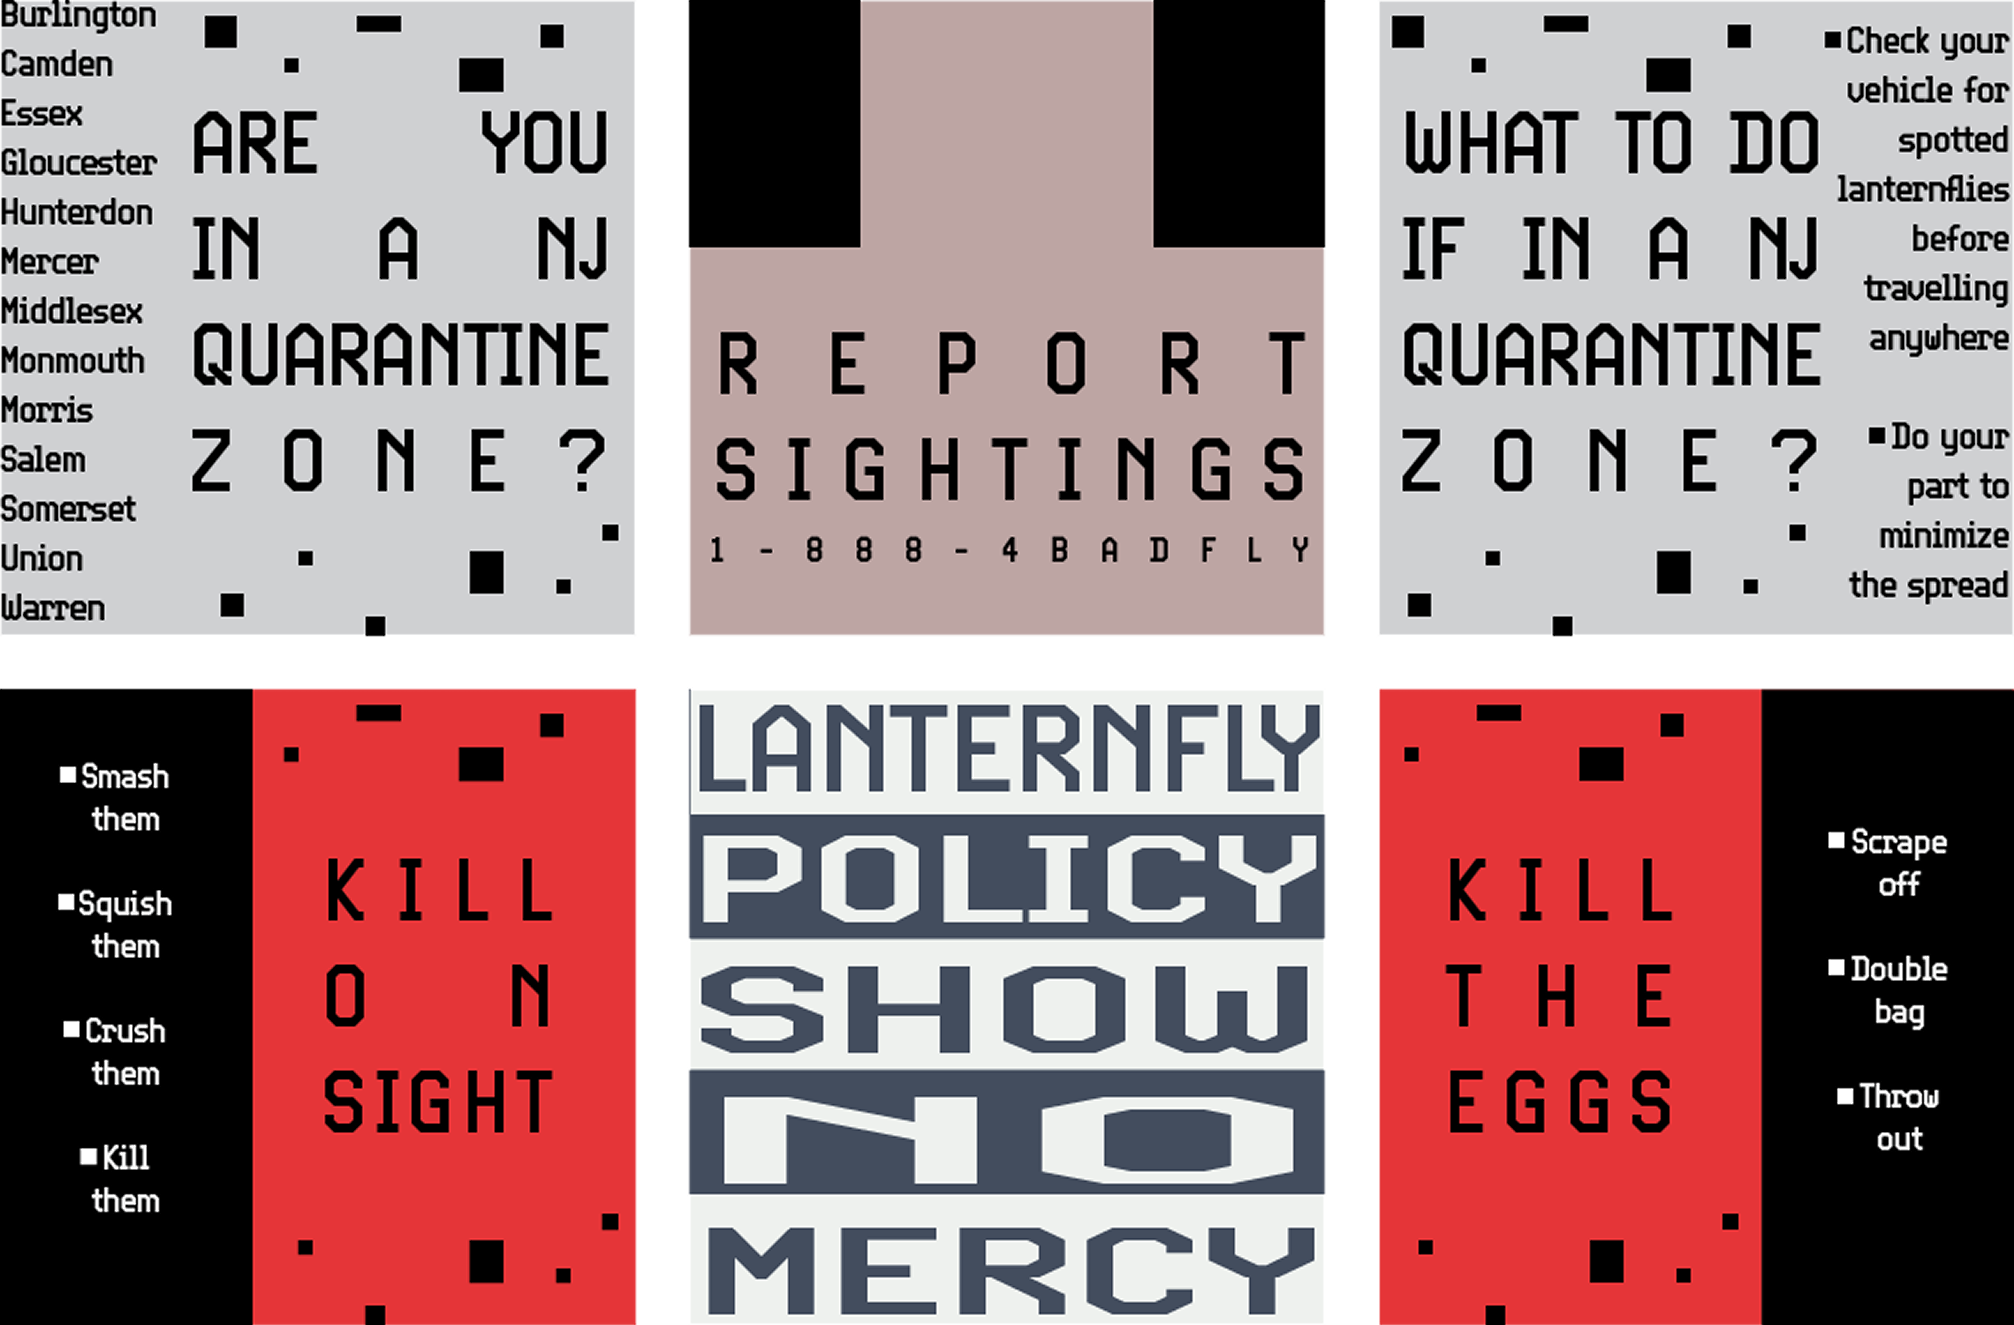 Burlington
Camden
Essex
Gloucester
Hunterdon
Mercer
Middlesex
Monmouth
Morris
Salem
Somerset
Union
Warren
ARE YOU
IN A NJ
QUARANTINE
ZONE?
REPORT
SIGHTINGS
1-888-4BADFLY
WHAT TO DO
IF IN A NJ
QUARANTINE
ZONE?
■Check your
vehicle for
spotted
lanternflies
before
travelling
anywhere
■Do your
part to
minimize
the spread
■Smash
them
■Squish
them
■Crush
them
■Kill
them
KILL
ON
SIGHT
LANTERNFLY
POLICY
SHOW
NO
MERCY
KILL
THE
EGGS
■Scrape
off
■Double
bag
■Throw
out